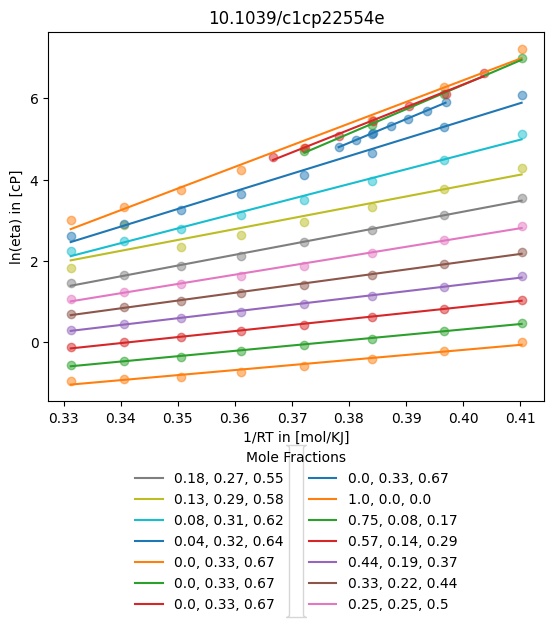 10.1039/c1cp22554e
ln(eta) in [cP]
6
4
2
0
0.33 0.34 0.35 0.36 0.37 0.38 0.39 0.40 0.41
1/RT in [mol/KJ]
Mole Fractions
0.18, 0.27, 0.55
0.13, 0.29, 0.58
0.08, 0.31, 0.62
0.04, 0.32, 0.64
0.0, 0.33, 0.67
0.0, 0.33, 0.67
0.0, 0.33, 0.67
0.0, 0.33, 0.67
1.0, 0.0, 0.0
0.75, 0.08, 0.17
0.57, 0.14, 0.29
0.44, 0.19, 0.37
0.33, 0.22, 0.44
0.25, 0.25, 0.5